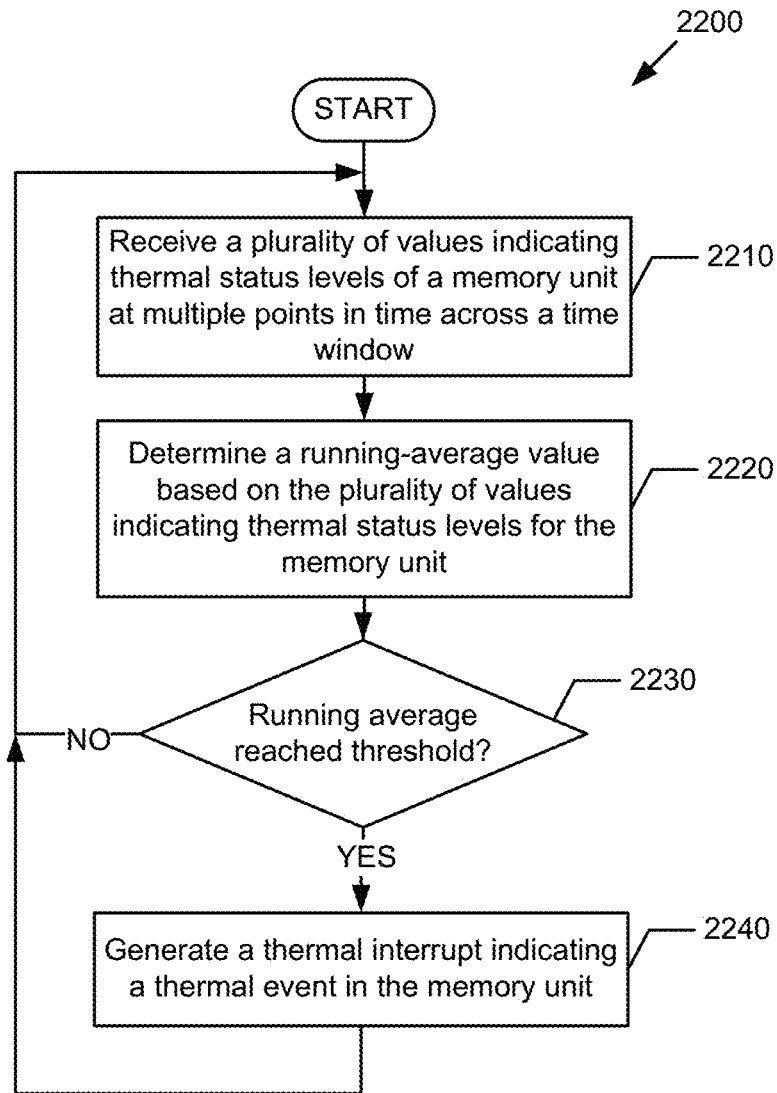 2200
START
Receive a plurality of values indicating
thermal status levels of a memory unit
at multiple points in time across a time
window
2210
Determine a running-average value
based on the plurality of values
indicating thermal status levels for the
memory unit
2220
Running average
reached threshold?
2230
NO
YES
Generate a thermal interrupt indicating
a thermal event in the memory unit
2240